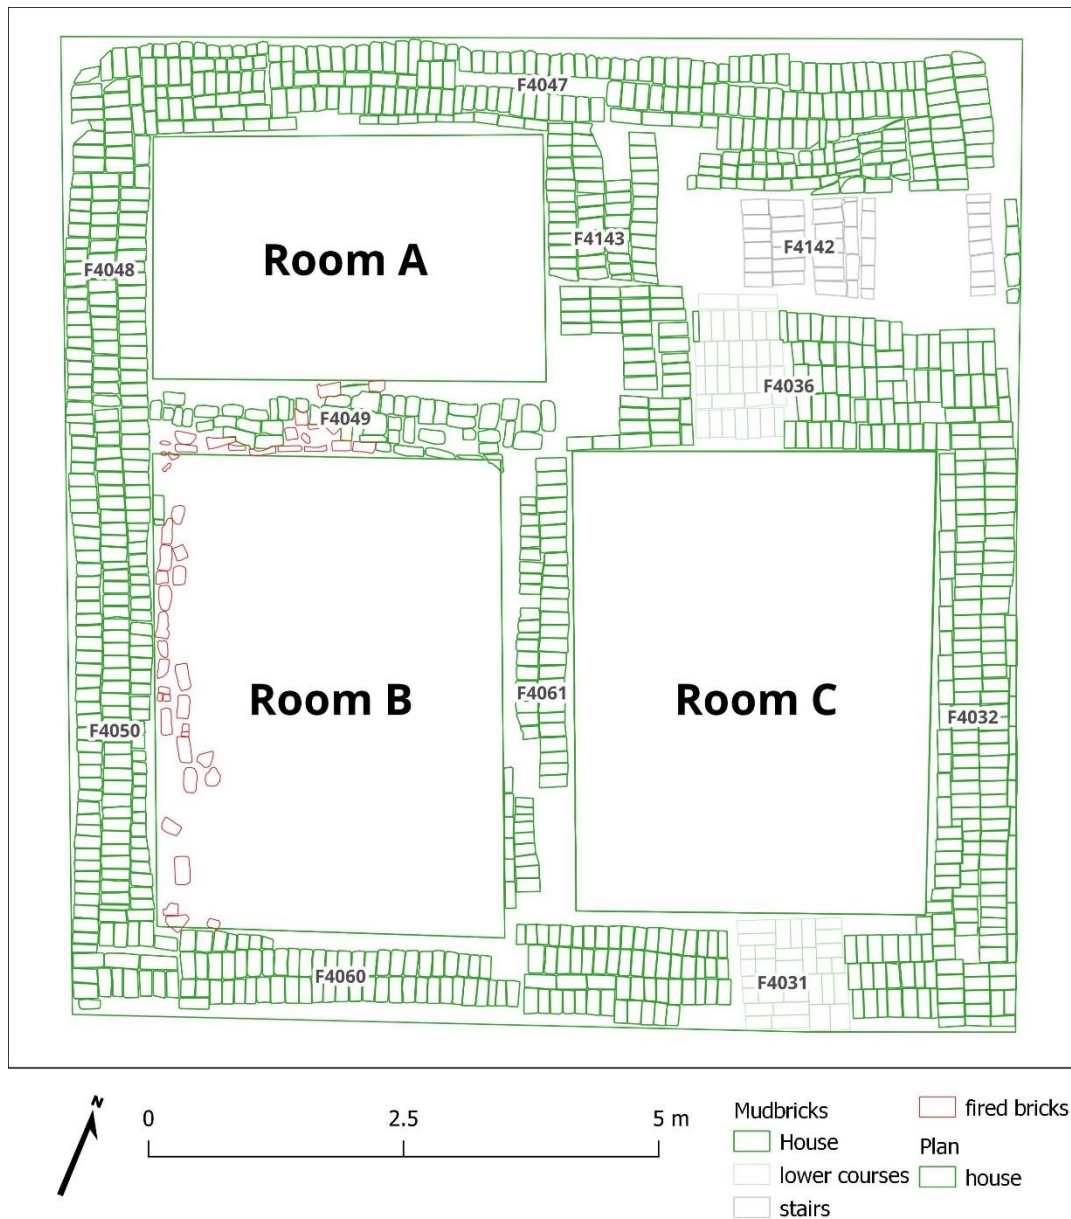 F4047
F4143
F4142
Room A
F4048
F4036
F4049
Room B
F4061
Room C
F4050
F4032
F4060
F4031
N
0 2.5 5 m
Mudbricks
House
lower courses
stairs
fired bricks
Plan
house